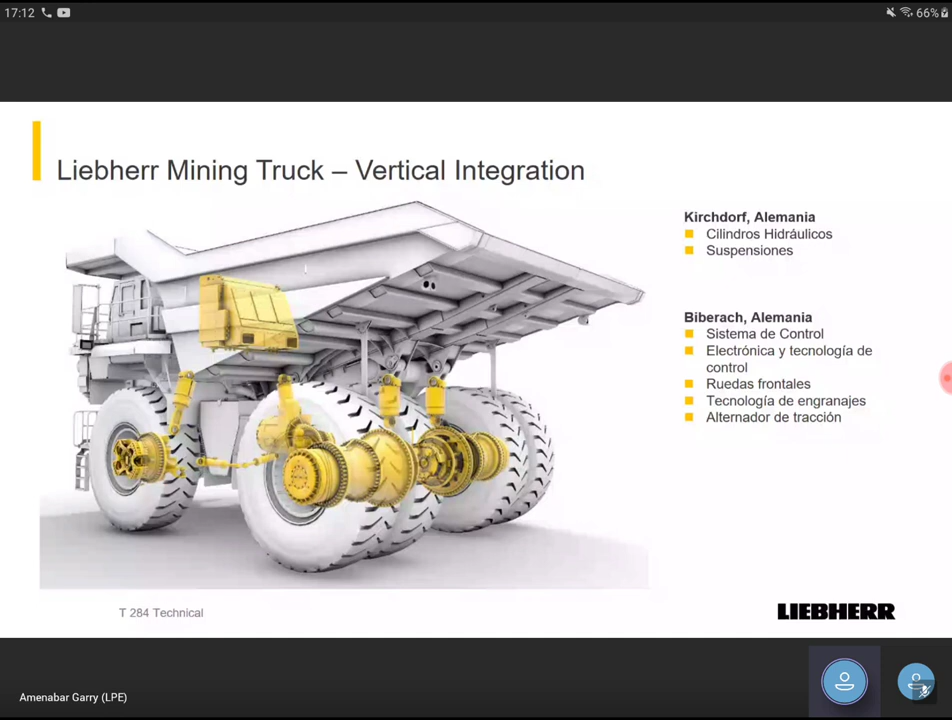 17:12
66%
Liebherr Mining Truck – Vertical Integration
Kirchdorf, Alemania
Cilindros Hidráulicos
Suspensiones
Biberach, Alemania
Sistema de Control
Electrónica y tecnología de
control
Ruedas frontales
Tecnología de engranajes
Alternador de tracción
T 284 Technical
LIEBHERR
Amenabar Garry (LPE)